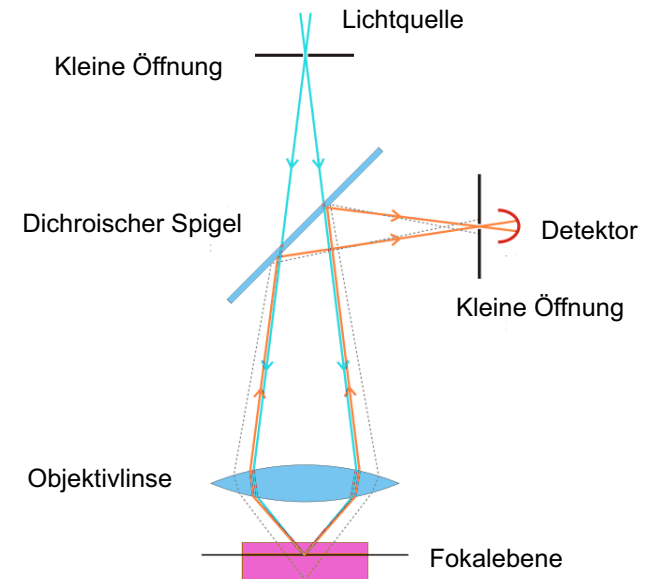 Lichtquelle
Kleine Öffnung
Dichroischer Spigel
Detektor
Kleine Öffnung
Objektivlinse
Fokalebene